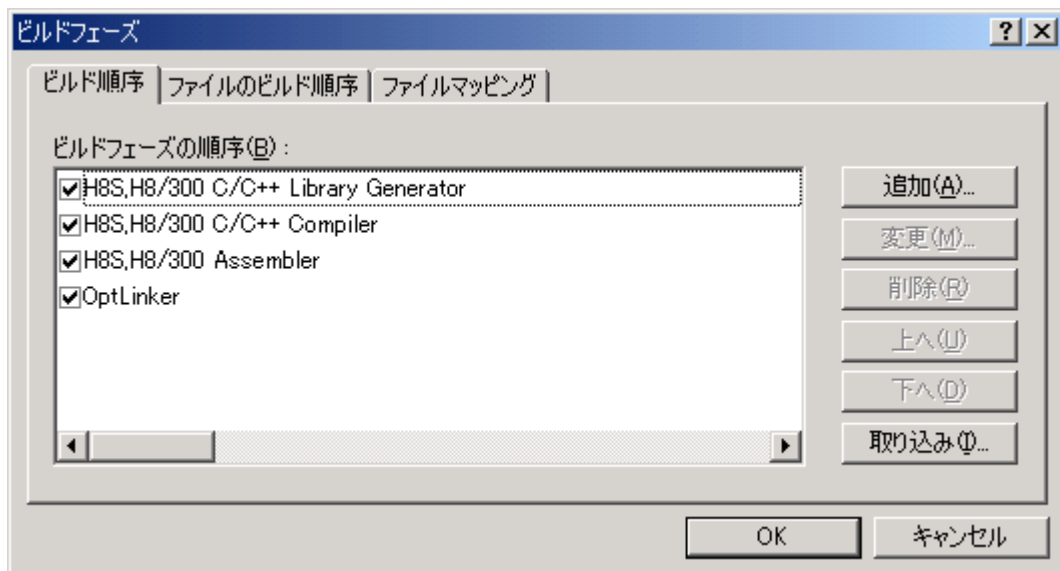 ビルドフェーズ
ビルド順序 ファイルのビルド順序 ファイルマッピング
ビルドフェーズの順序(B):
H8S,H8/300 C/C++ Library Generator
H8S,H8/300 C/C++ Compiler
H8S,H8/300 Assembler
OptLinker
追加(A)...
変更(M)...
削除(R)
上へ(U)
下へ(D)
取り込み(I)...
OK キャンセル